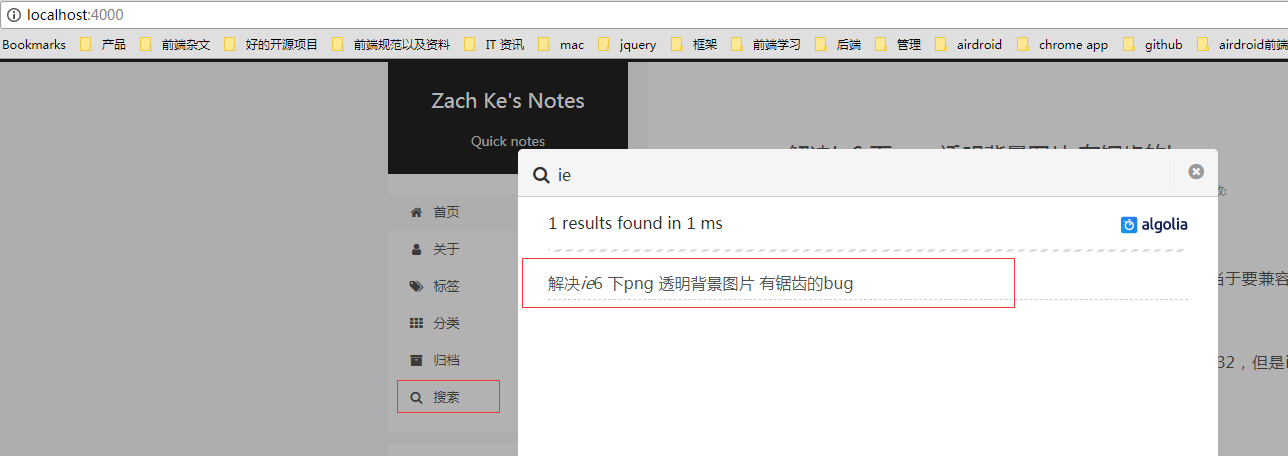 localhost:4000
Bookmarks 产品 前端杂文 好的开源项目 前端规范以及资料 IT 资讯 mac jquery 框架 前端学习 后端 管理 airdroid chrome app github airdroid前端
Zach Ke's Notes
Quick notes
ie
数:
首页
1 results found in 1 ms
algolia
关于
标签
解决ie6 下png 透明背景图片 有锯齿的bug
当于要兼容
分类
归档
32，但是i
搜索